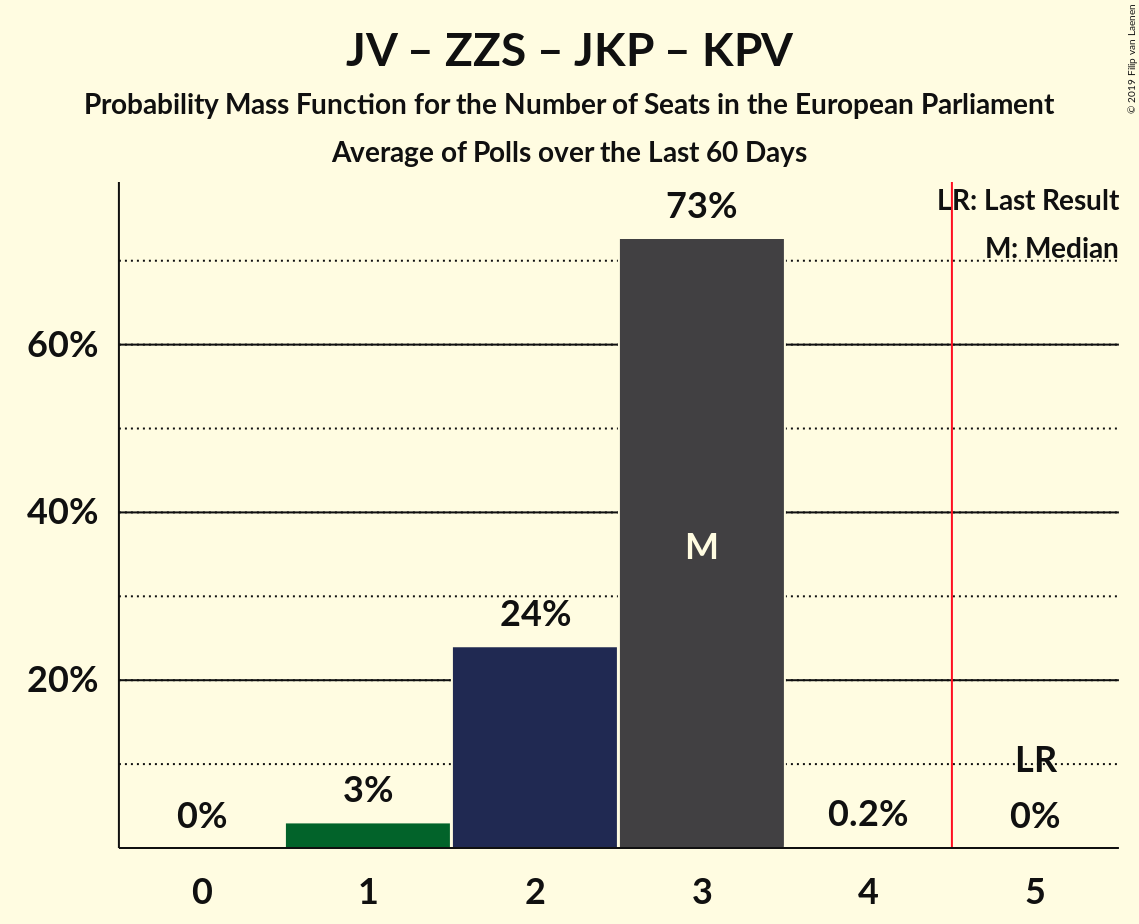 JV – ZZS – JKP – KPV
Probability Mass Function for the Number of Seats in the European Parliament
Average of Polls over the Last 60 Days
© 2019 Filip van Laenen
LR: Last Result
M: Median
73%
60%
40%
M
24%
20%
LR
3%
0%
0.2%
0%
0 1 2 3 4 5